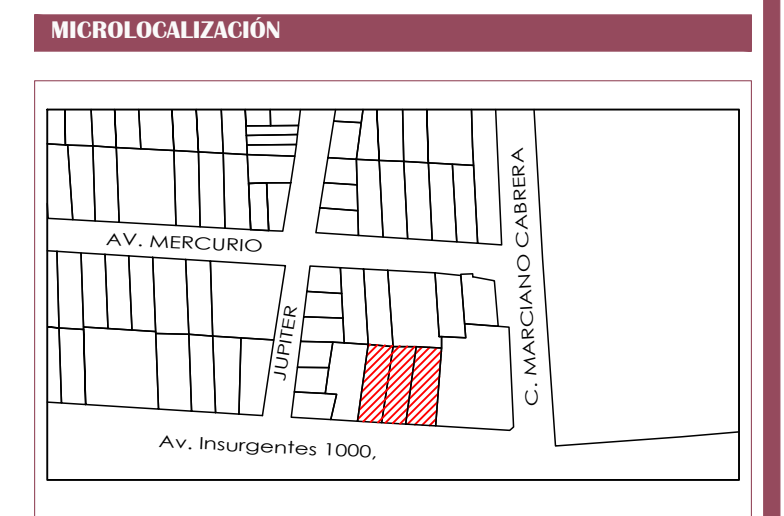 MICROLOCALIZACIÓN
AV. MERCURIO
C. MARCIANO CABRERA
JUPITER
Av. Insurgentes 1000,